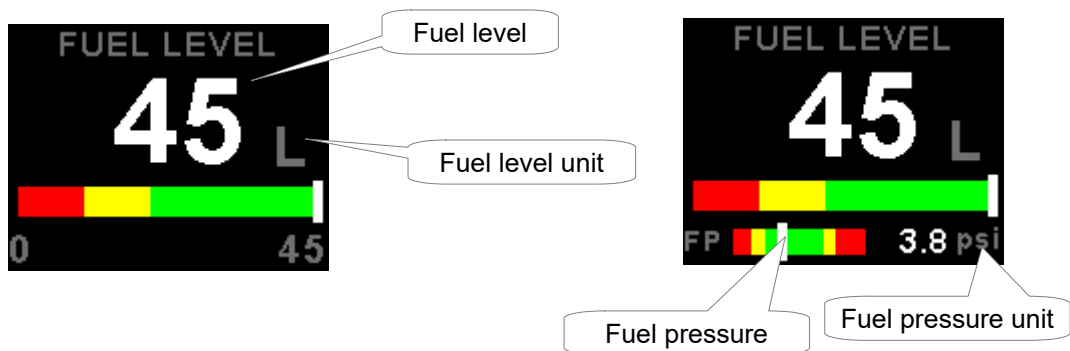 FUEL LEVEL
45 L
0 45
Fuel level
Fuel level unit
FUEL LEVEL
45 L
FP 3.8 psi
Fuel pressure
Fuel pressure unit